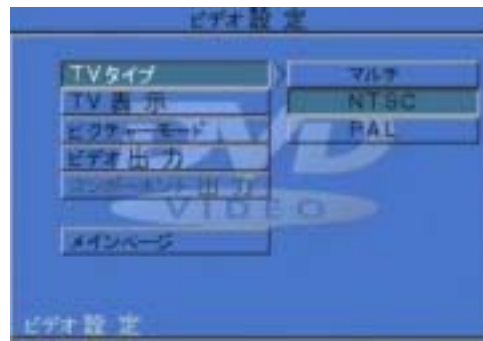 ビデオ設定
TVタイプ
マルチ
TV表示
NTSC
ピクチャーモード
PAL
ビデオ出力
コンポーネント出力
DVD
VIDEO
メインページ
ビデオ設定